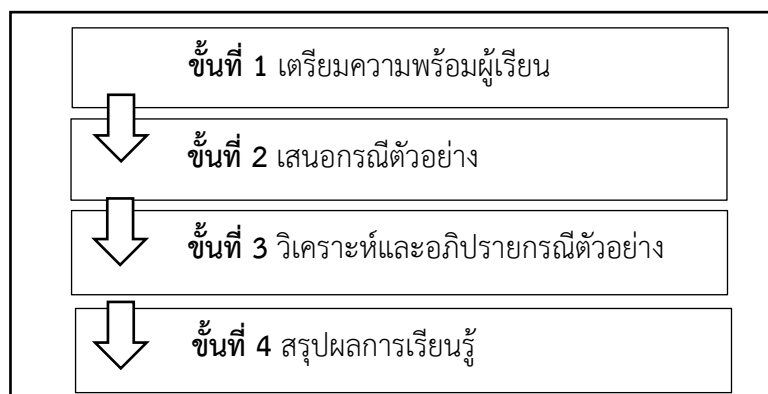 ขั้นที่ 1 เตรียมความพร้อมผู้เรียน
ขั้นที่ 2 เสนอกรณีตัวอย่าง
ขั้นที่ 3 วิเคราะห์และอภิปรายกรณีตัวอย่าง
ขั้นที่ 4 สรุปผลการเรียนรู้